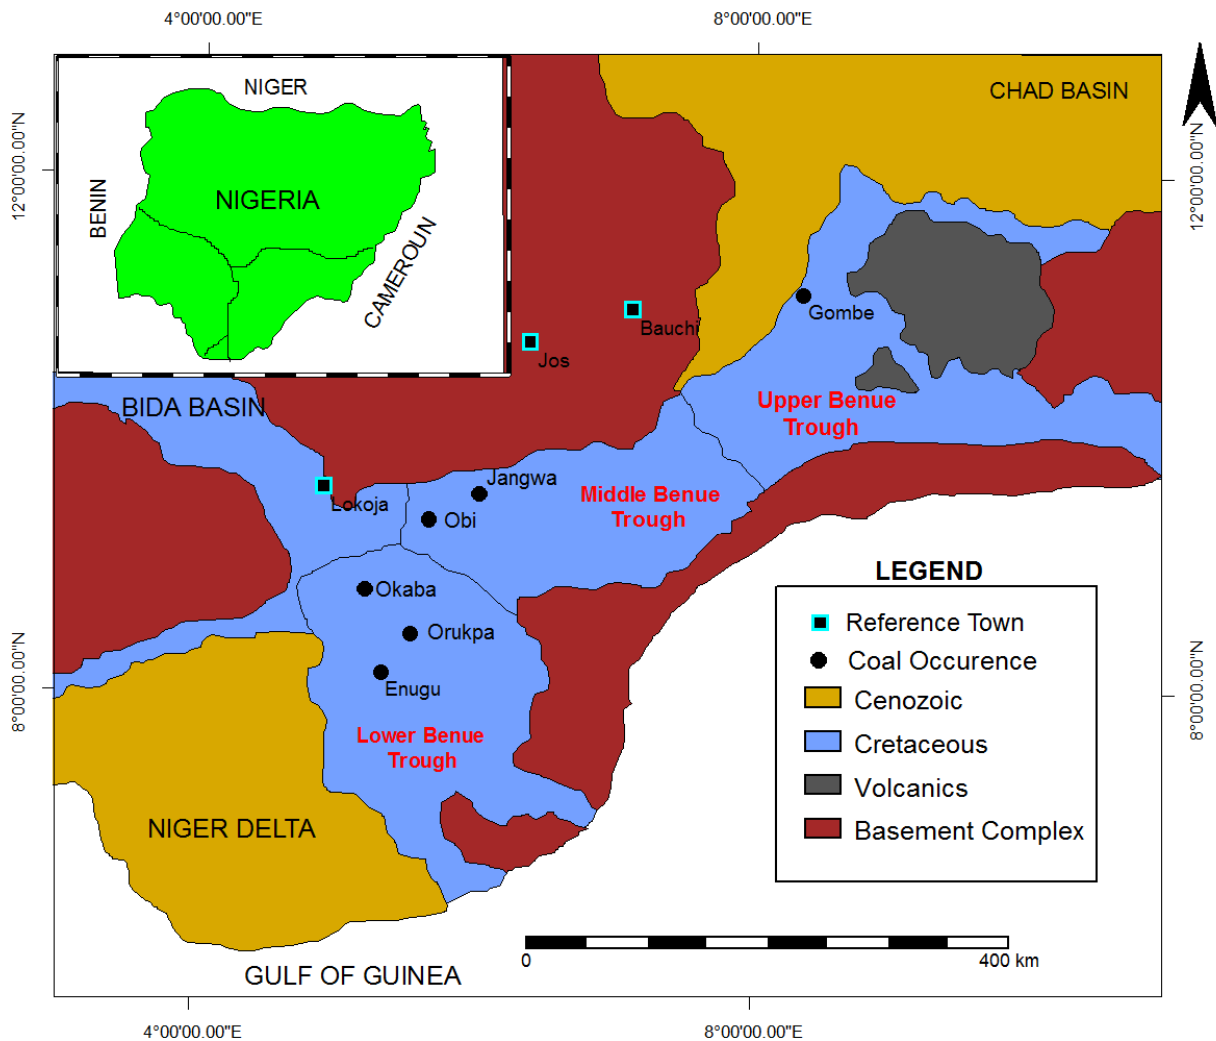 4°00'00.00"E
8°00'00.00"E
12°00'00.00"N
12°00'00.00"N
NIGER
CHAD BASIN
BENIN
NIGERIA
CAMEROUN
Gombe
Bauchi
Jos
BIDA BASIN
Upper Benue
Trough
Jangwa
Lokoja
Obi
Middle Benue
Trough
Okaba
Orukpa
Enugu
8°00'00.00"N
8°00'00.00"N
Lower Benue
Trough
NIGER DELTA
LEGEND
Reference Town
Coal Occurence
Cenozoic
Cretaceous
Volcanics
Basement Complex
0
400 km
GULF OF GUINEA
4°00'00.00"E
8°00'00.00"E